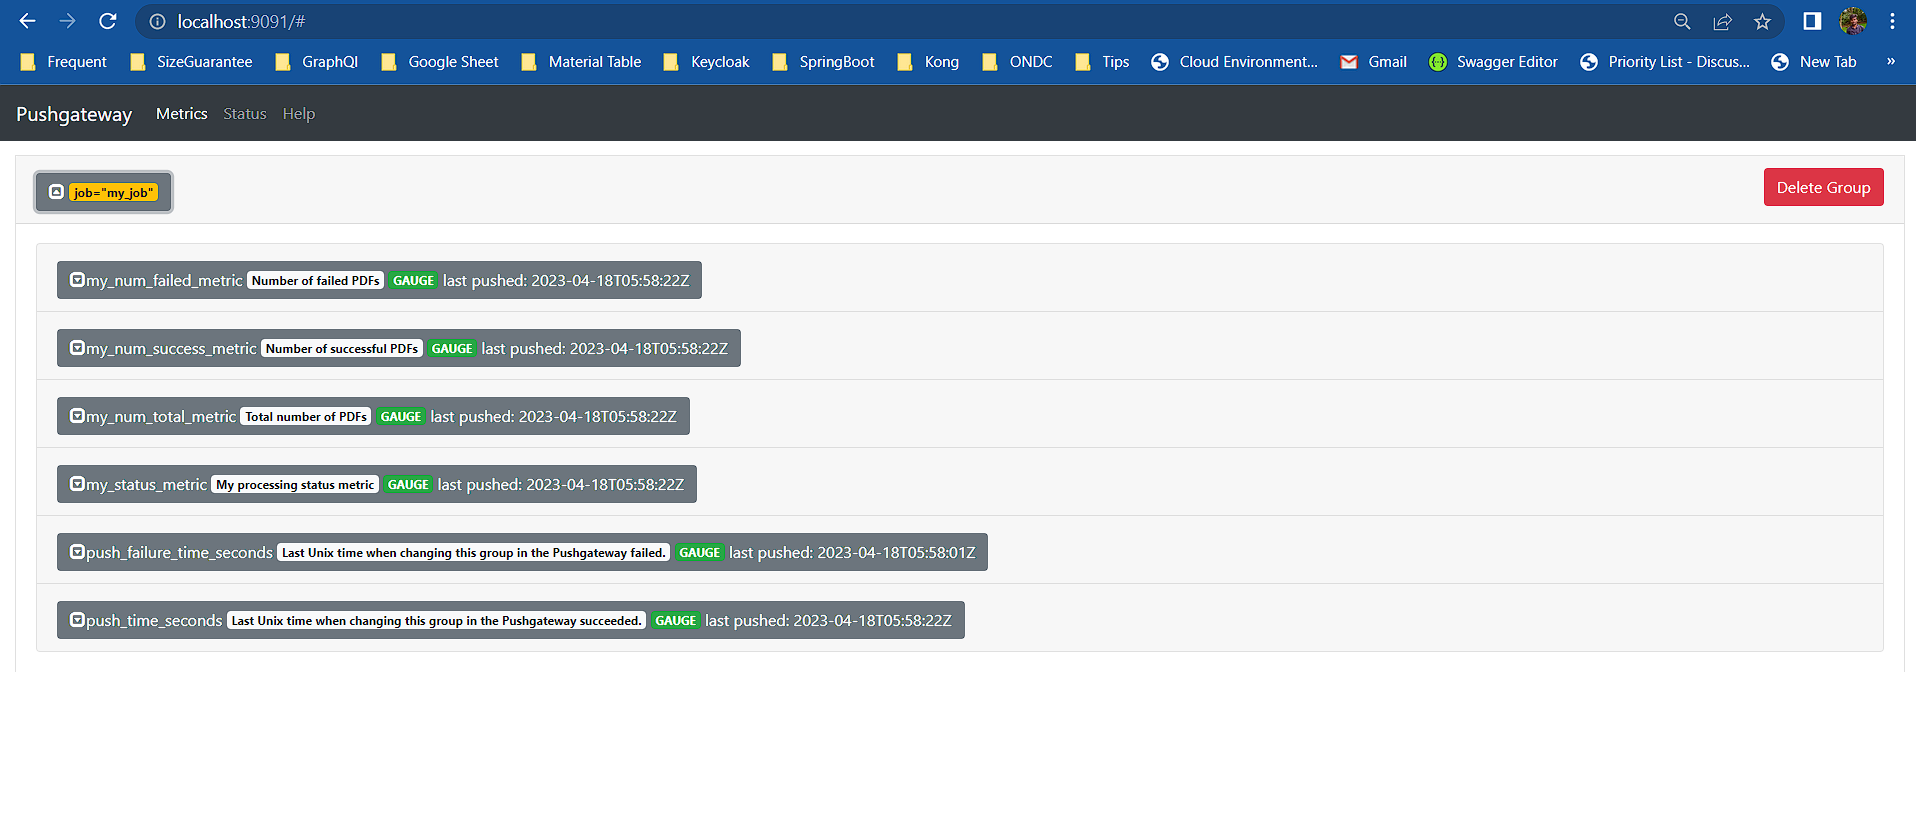 localhost:9091/#
Frequent SizeGuarantee GraphQl Google Sheet Material Table Keycloak SpringBoot Kong ONDC Tips Cloud Environment... Gmail Swagger Editor Priority List - Discus... New Tab »
Pushgateway Metrics Status Help
job="my_job" Delete Group
my_num_failed_metric Number of failed PDFs GAUGE last pushed: 2023-04-18T05:58:22Z
my_num_success_metric Number of successful PDFs GAUGE last pushed: 2023-04-18T05:58:22Z
my_num_total_metric Total number of PDFs GAUGE last pushed: 2023-04-18T05:58:22Z
my_status_metric My processing status metric GAUGE last pushed: 2023-04-18T05:58:22Z
push_failure_time_seconds Last Unix time when changing this group in the Pushgateway failed. GAUGE last pushed: 2023-04-18T05:58:01Z
push_time_seconds Last Unix time when changing this group in the Pushgateway succeeded. GAUGE last pushed: 2023-04-18T05:58:22Z